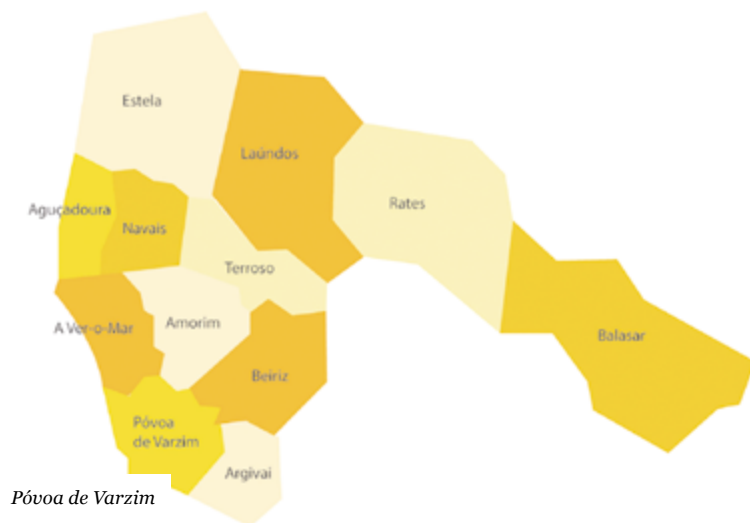 Estela
Laúndos
Rates
Aguçadoura
Navais
Terroso
A Ver-o-Mar
Amorim
Balasar
Beiriz
Póvoa
de Varzim
Argivai
Póvoa de Varzim